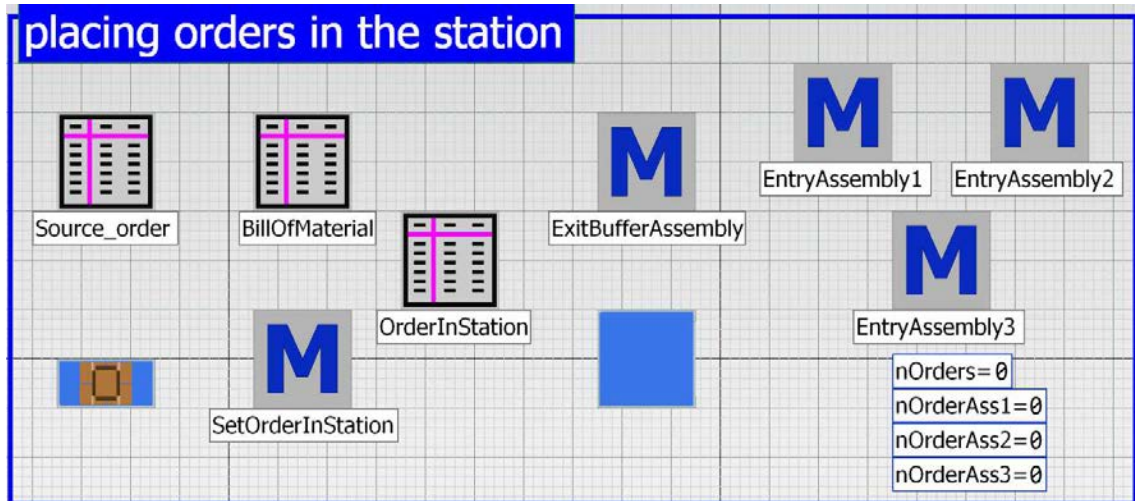 placing orders in the station
M
M
EntryAssembly1
EntryAssembly2
M
Source_order
BillOfMaterial
ExitBufferAssembly
M
OrderInStation
EntryAssembly3
M
SetOrderInStation
nOrders=0
nOrderAss1=0
nOrderAss2=0
nOrderAss3=0